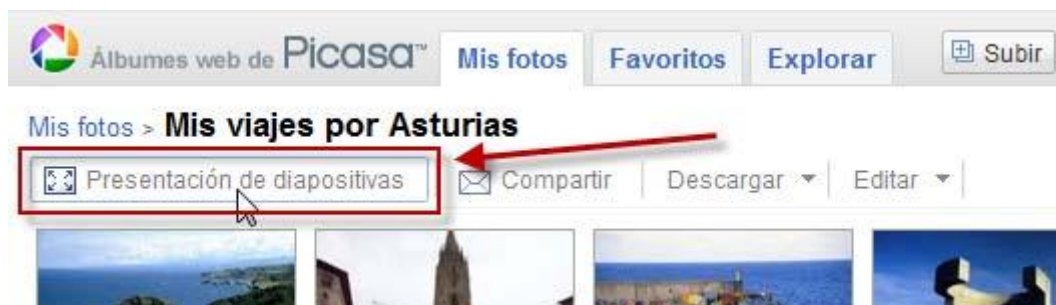 Álbumes web de Picasa™ Mis fotos Favoritos Explorar Subir
Mis fotos > Mis viajes por Asturias
Presentación de diapositivas Compartir Descargar Editar